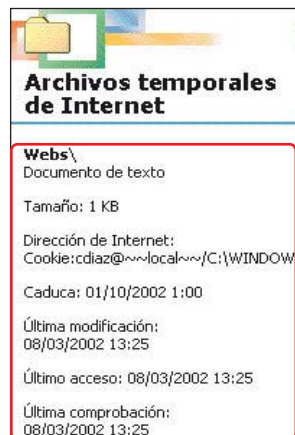 Archivos temporales
de Internet
Webs\
Documento de texto
Tamaño: 1 KB
Dirección de Internet:
Cookie:cdiaz@~~local~~/C:\WINDOW
Caduca: 01/10/2002 1:00
Última modificación:
08/03/2002 13:25
Último acceso: 08/03/2002 13:25
Última comprobación:
08/03/2002 13:25